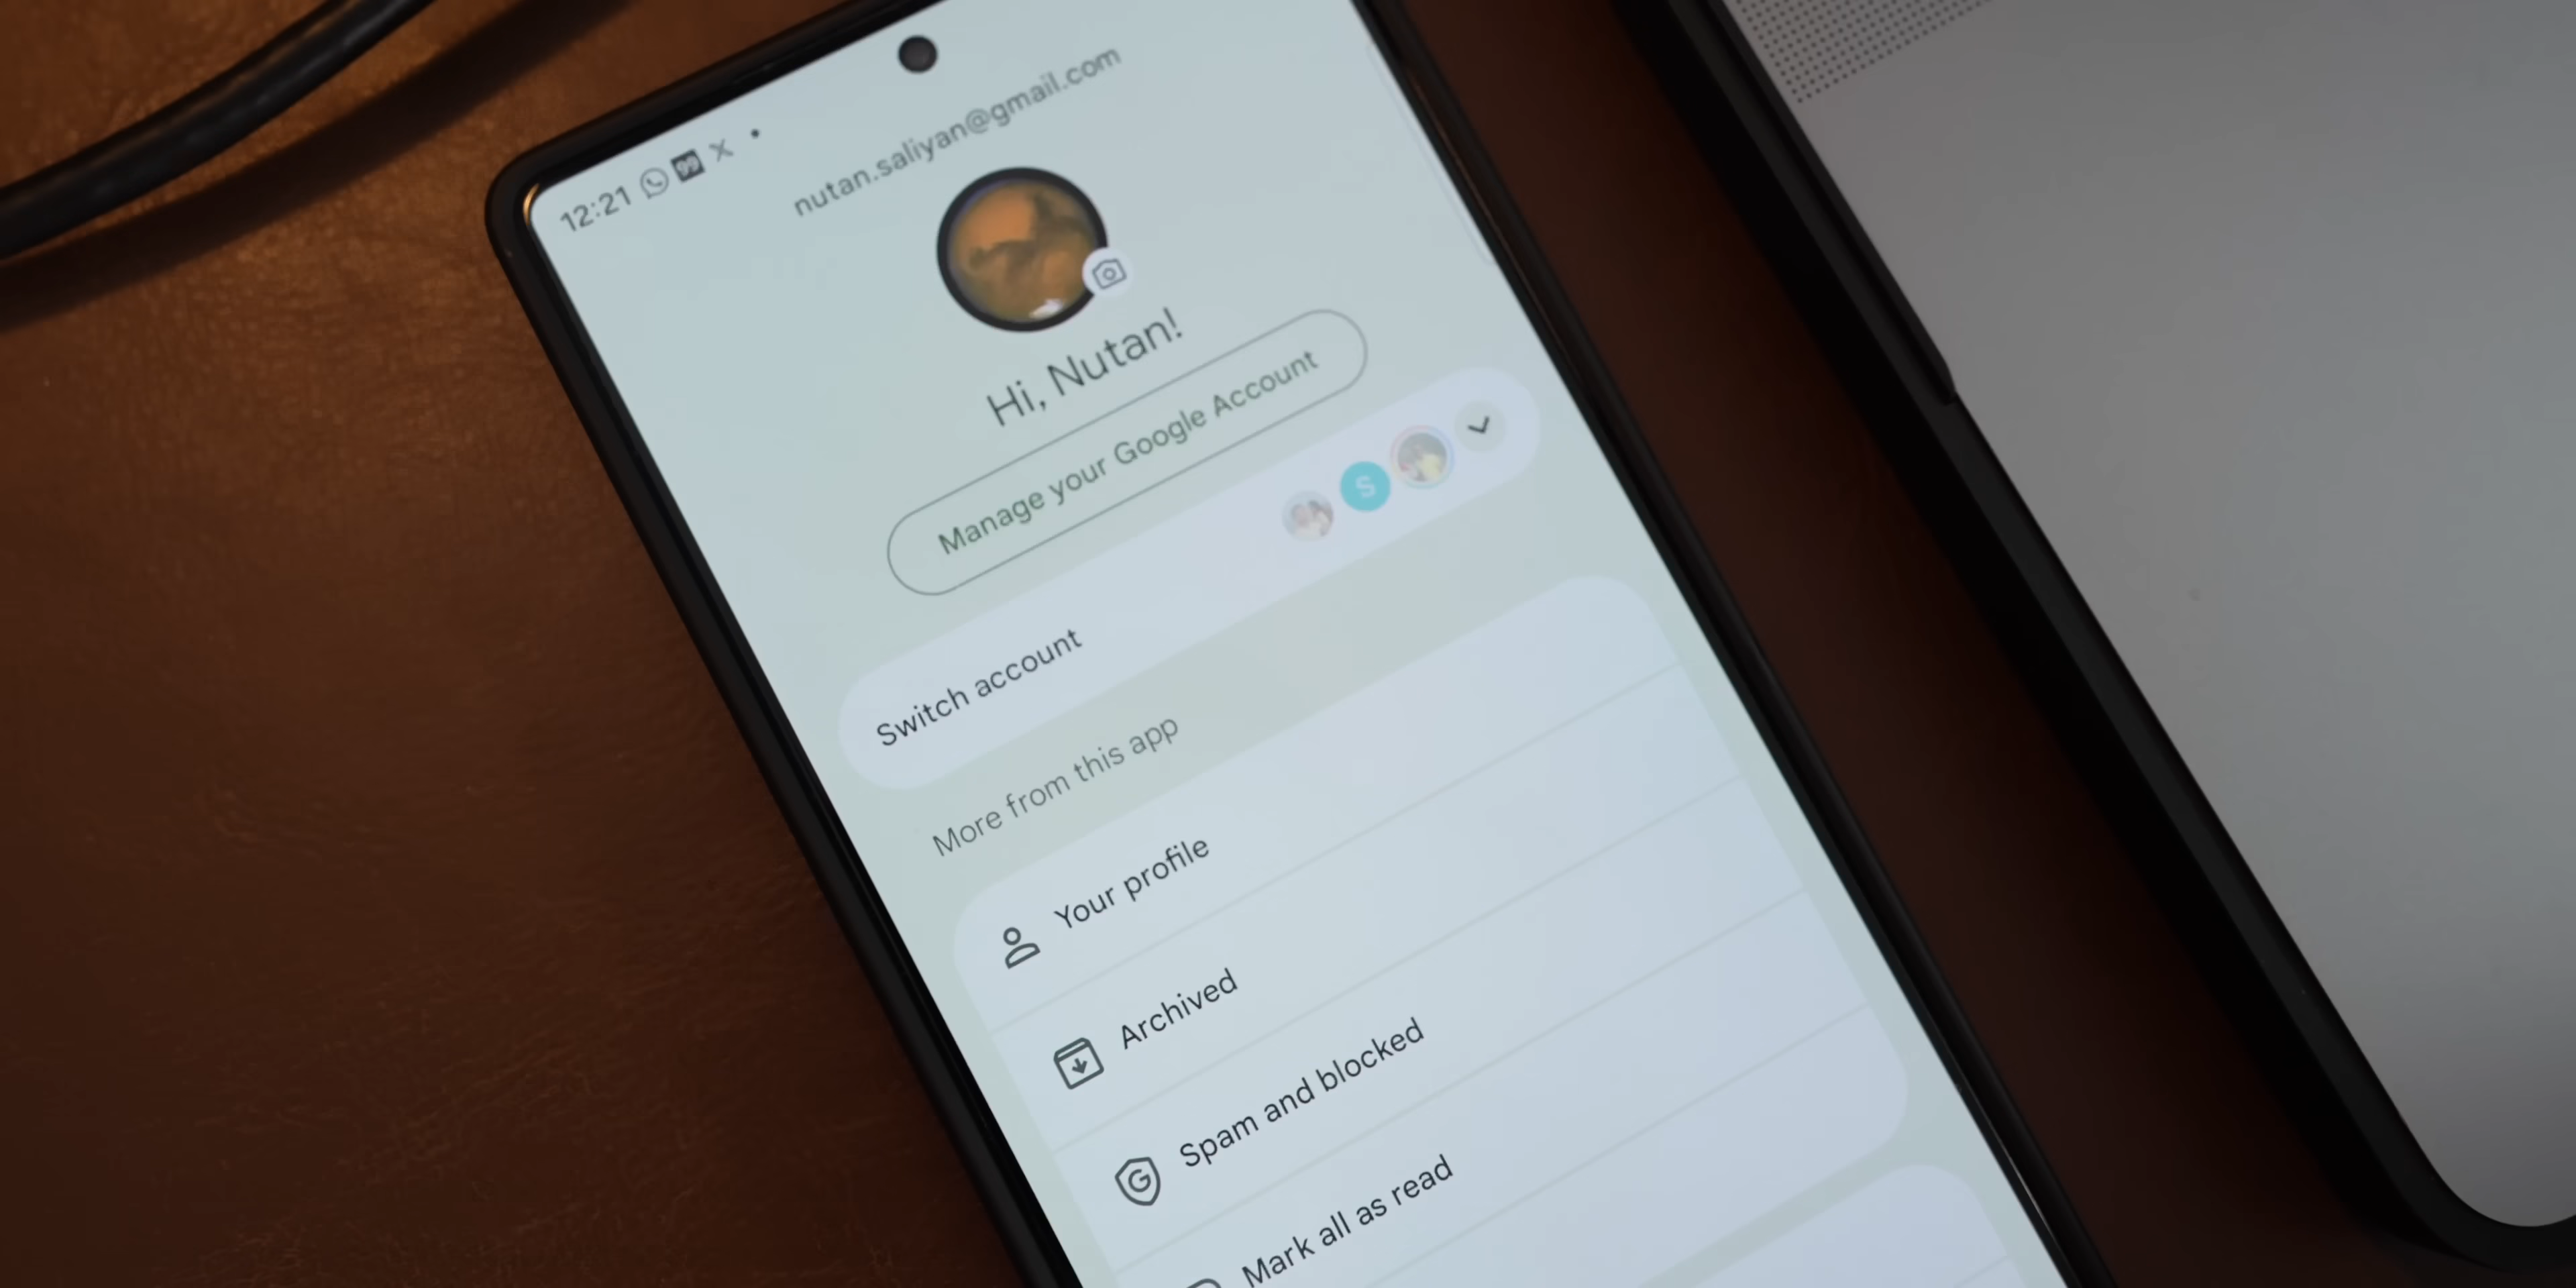 12:21
nutan.saliyan@gmail.com
Hi, Nutan!
Manage your Google Account
Switch account
S
More from this app
Your profile
Archived
Spam and blocked
Mark all as read